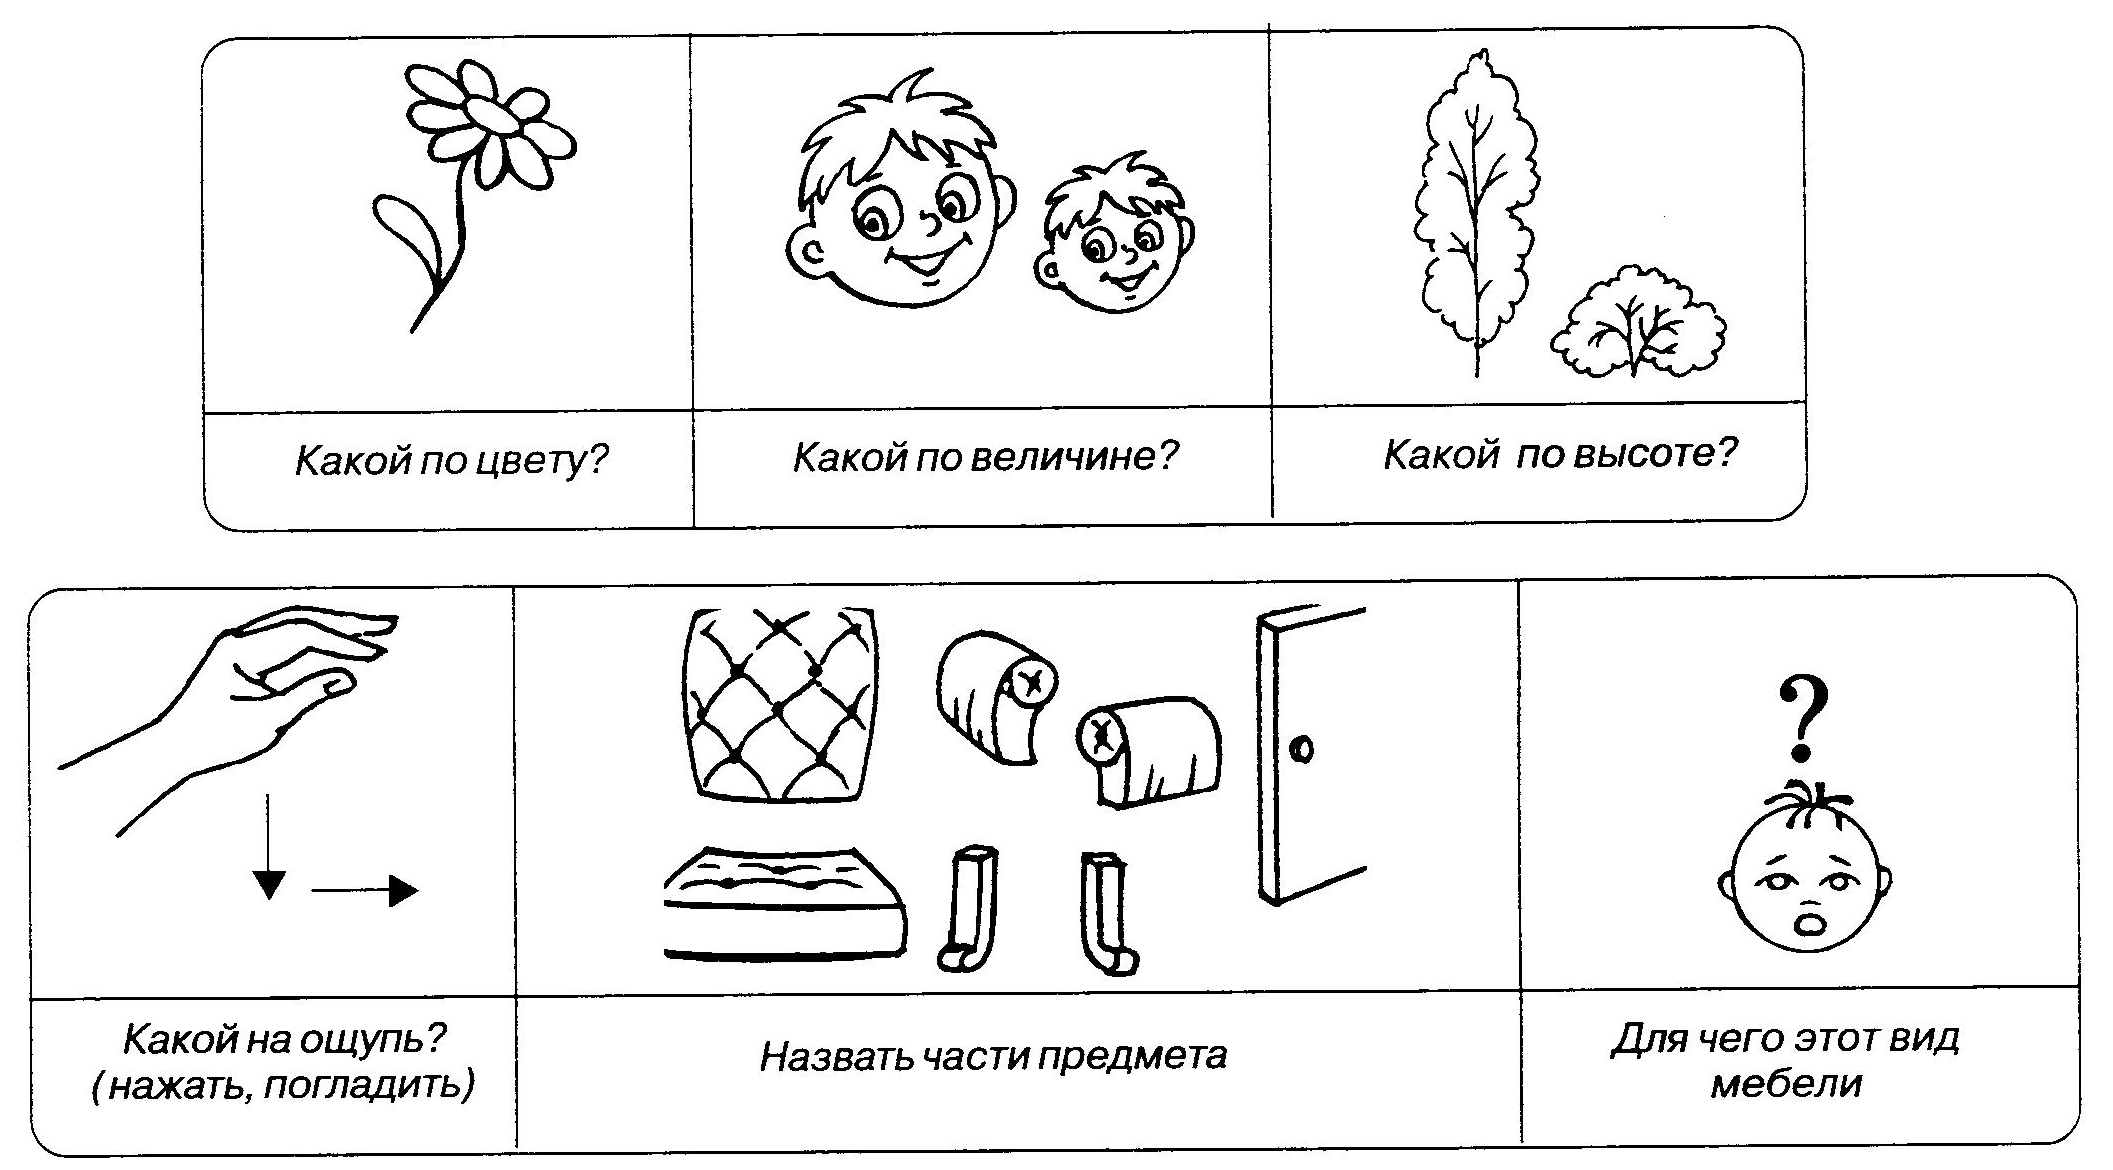 Какой по цвету?
Какой по величине?
Какой по высоте?
?
Какой на ощупь?
(нажать, погладить)
Назвать части предмета
Для чего этот вид
мебели